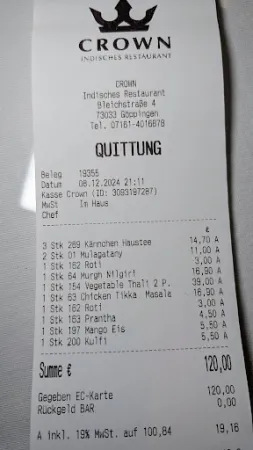 CROWN
INDISCHES RESTAURANT
CROWN
Indisches Restaurant
Bleichstraße 4
73033 Göppingen
Tel. 07161-4016678
QUITTUNG
Beleg 19355
Datum 08.12.2024 21:11
Kasse Crown (ID: 3093197287)
MwSt Im Haus
Chef
€
3 Stk 269 Kännchen Haustee 14,70 A
2 Stk 01 Mulagatany 11,00 A
1 Stk 162 Roti 3,00 A
1 Stk 64 Murgh Nilgiri 16,90 A
1 Stk 154 Vegetable Thali 2 P. 39,00 A
1 Stk 63 Chicken Tikka Masala 16,90 A
1 Stk 162 Roti 3,00 A
1 Stk 163 Prantha 4,50 A
1 Stk 197 Mango Eis 5,50 A
1 Stk 200 Kulfi 5,50 A
Summe € 120,00
Gegeben EC-Karte 120,00
Rückgeld BAR 0,00
A inkl. 19% MwSt. auf 100,84 19,16